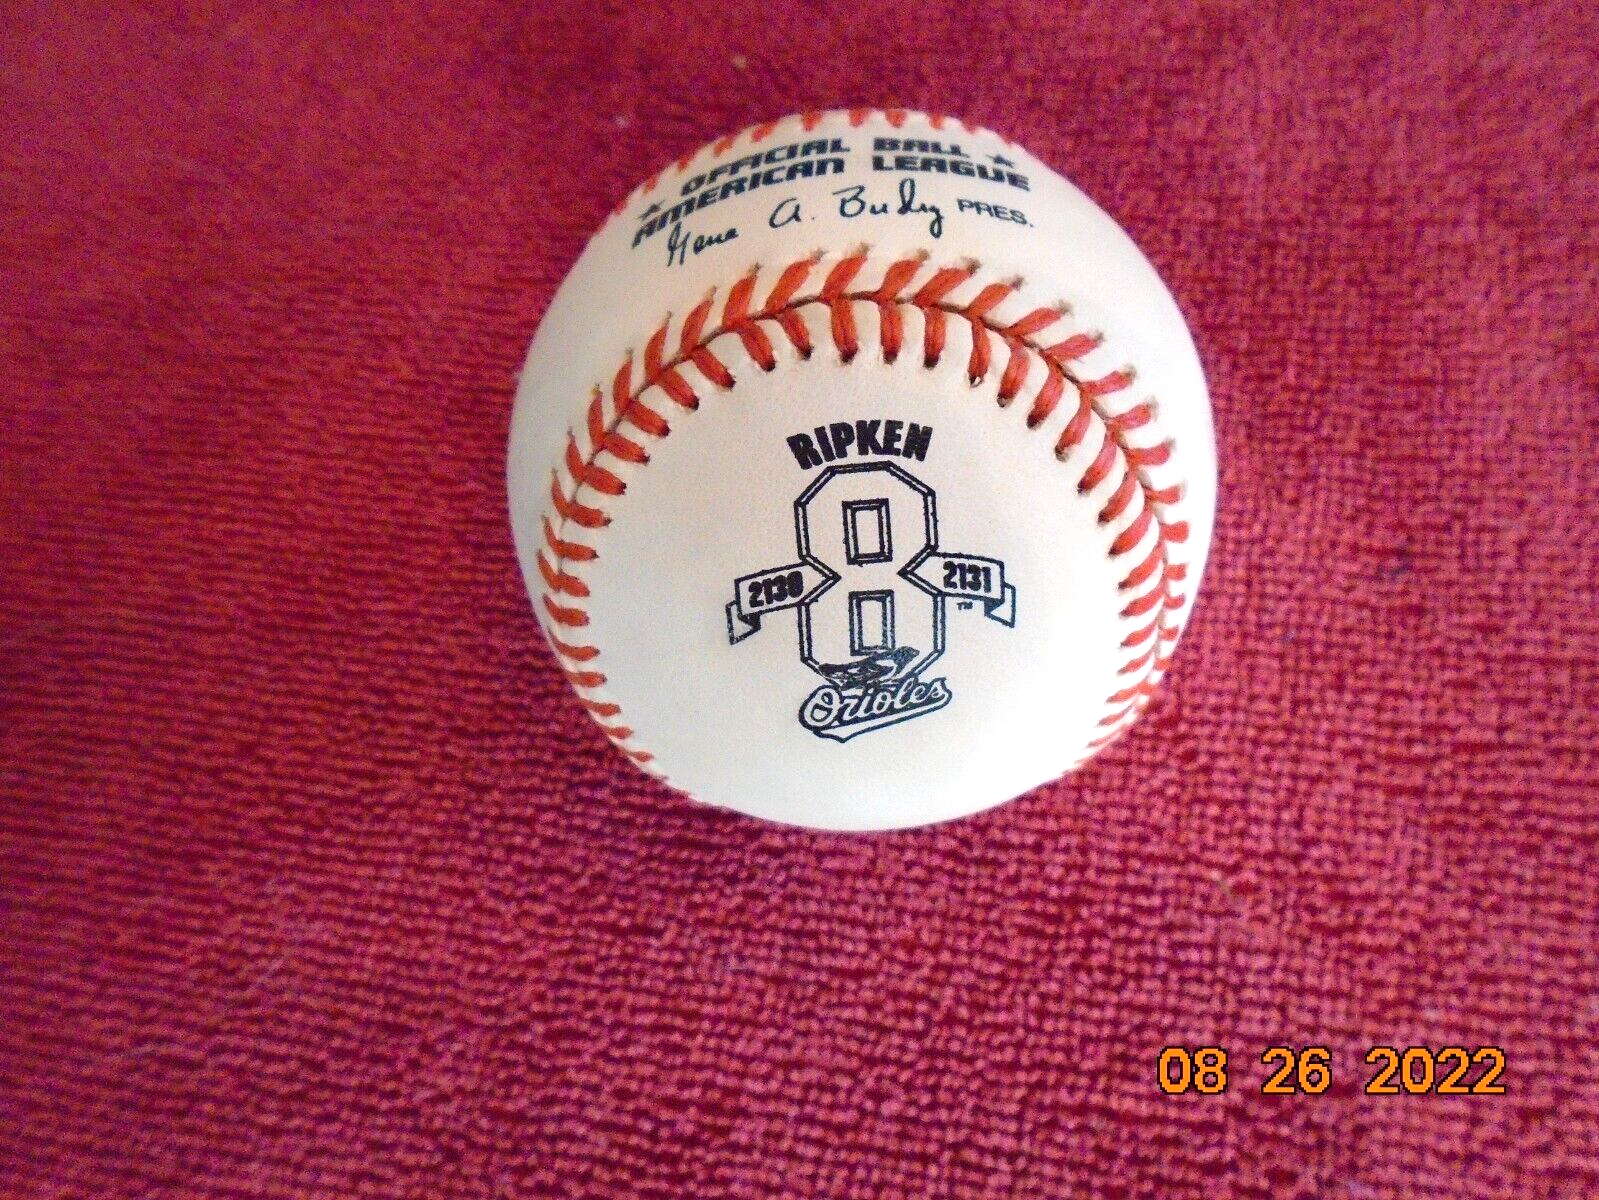 OFFICIAL BALL
AMERICAN LEAGUE
Gene A. Budig PRES.
RIPKEN
8
2130 2131
TM
Orioles
08 26 2022